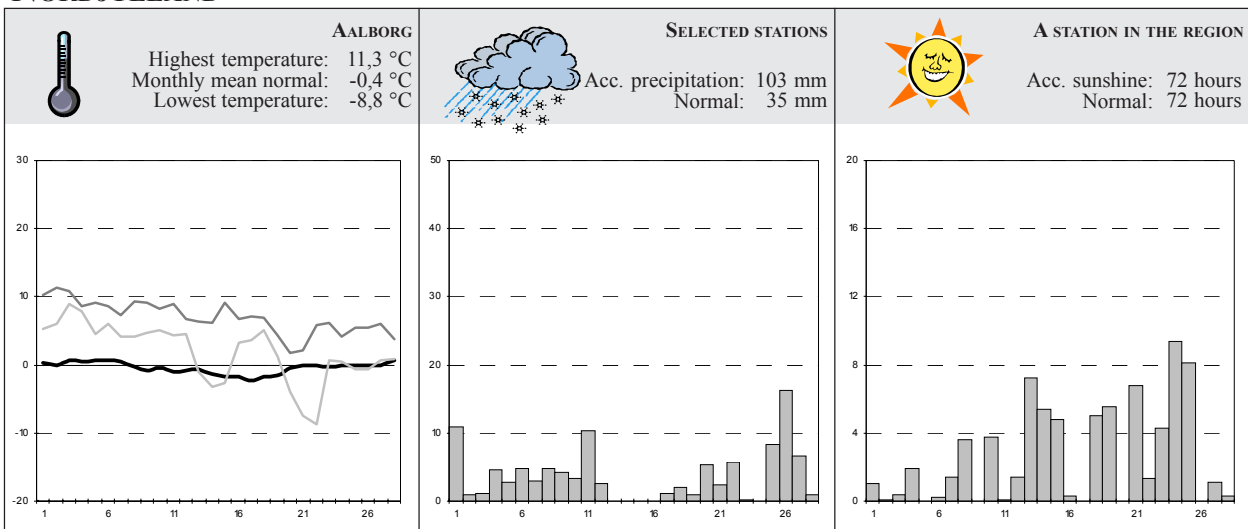 AALBORG
Highest temperature: 11,3 °C
Monthly mean normal: -0,4 °C
Lowest temperature: -8,8 °C
SELECTED STATIONS
Acc. precipitation: 103 mm
Normal: 35 mm
A STATION IN THE REGION
Acc. sunshine: 72 hours
Normal: 72 hours
30
20
10
0
-10
-20
1 6 11 16 21 26
50
40
30
20
10
0
1 6 11 16 21 26
20
16
12
8
4
0
1 6 11 16 21 26